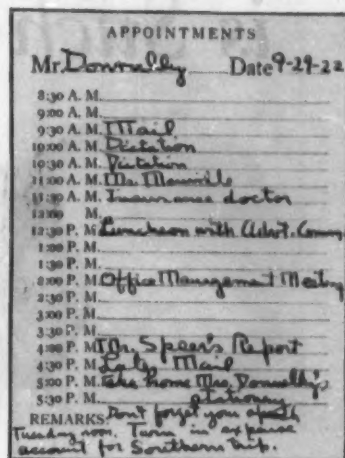 APPOINTMENTS
Mr. Donnelly Date 9-29-22
8:30 A. M.
9:00 A. M.
9:30 A. M. Mail
10:00 A. M. Dictation
10:30 A. M. Dictation
11:00 A. M. Mr.
11:30 A. M. Insurance doctor
12:00 M.
12:30 P. M. Luncheon with Advt. Comm.
1:00 P. M.
1:30 P. M.
2:00 P. M. Office Management Meeting
2:30 P. M.
3:00 P. M.
3:30 P. M.
4:00 P. M. Mr. Speer's Report
4:30 P. M. Late Mail
5:00 P. M. take home Mrs. Donnelly's
5:30 P. M. stationery
REMARKS: Don't forget you speak
Tuesday noon. Turn in expense
account for Southern trip.